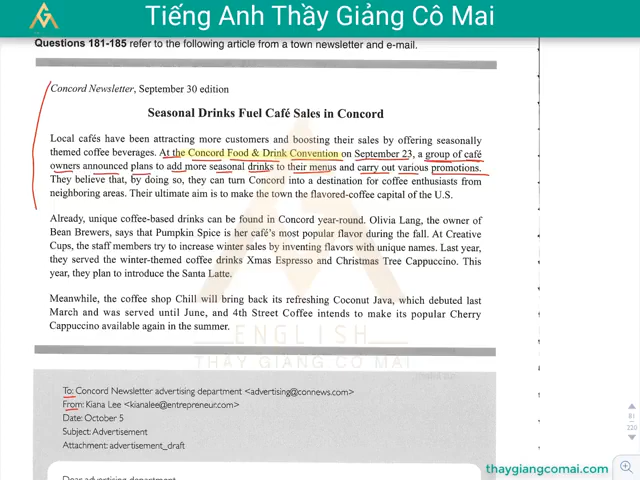 Tiếng Anh Thầy Giảng Cô Mai
Questions 181-185 refer to the following article from a town newsletter and e-mail.
Concord Newsletter, September 30 edition
Seasonal Drinks Fuel Café Sales in Concord
Local cafés have been attracting more customers and boosting their sales by offering seasonally
themed coffee beverages. At the Concord Food & Drink Convention on September 23, a group of café
owners announced plans to add more seasonal drinks to their menus and carry out various promotions.
They believe that, by doing so, they can turn Concord into a destination for coffee enthusiasts from
neighboring areas. Their ultimate aim is to make the town the flavored-coffee capital of the U.S.
Already, unique coffee-based drinks can be found in Concord year-round. Olivia Lang, the owner of
Bean Brewers, says that Pumpkin Spice is her café's most popular flavor during the fall. At Creative
Cups, the staff members try to increase winter sales by inventing flavors with unique names. Last year,
they served the winter-themed coffee drinks Xmas Espresso and Christmas Tree Cappuccino. This
year, they plan to introduce the Santa Latte.
Meanwhile, the coffee shop Chill will bring back its refreshing Coconut Java, which debuted last
March and was served until June, and 4th Street Coffee intends to make its popular Cherry
Cappuccino available again in the summer.
ENGLISH
THẦY GIẢNG CÔ MAI
To: Concord Newsletter advertising department <advertising@connews.com>
From: Kiana Lee <kianalee@entrepreneur.com>
Date: October 5
Subject: Advertisement
Attachment: advertisement_draft
Dear advertising department
81
220
thaygiangcomai.com